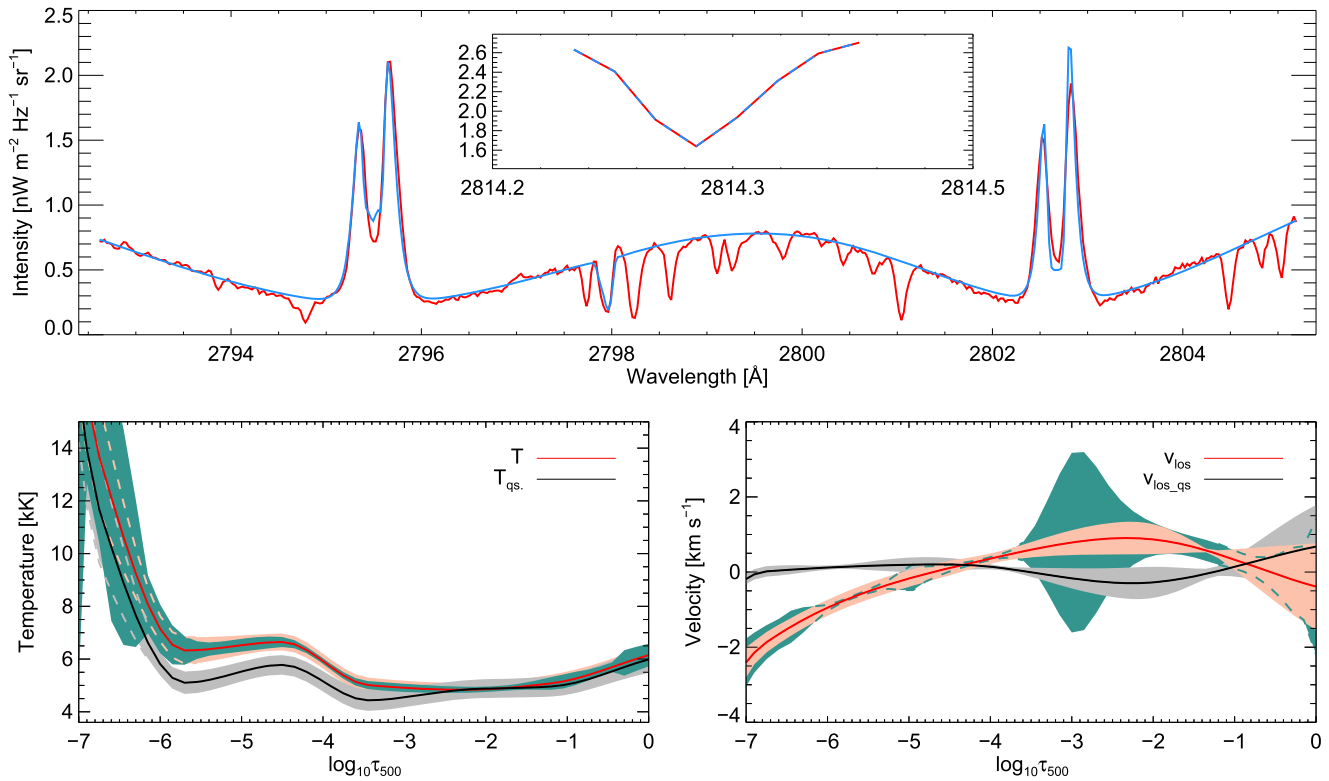 Intensity [nW m⁻² Hz⁻¹ sr⁻¹]
2.5
2.0
1.5
1.0
0.5
0.0
2.6
2.4
2.2
2.0
1.8
1.6
2814.2 2814.3 2814.5
2794 2796 2798 2800 2802 2804
Wavelength [Å]
Temperature [kK]
14
12
10
8
6
4
T
T_qs.
−7 −6 −5 −4 −3 −2 −1 0
log₁₀τ₅₀₀
Velocity [km s⁻¹]
4
2
0
−2
−4
v_los
v_los_qs
−7 −6 −5 −4 −3 −2 −1 0
log₁₀τ₅₀₀